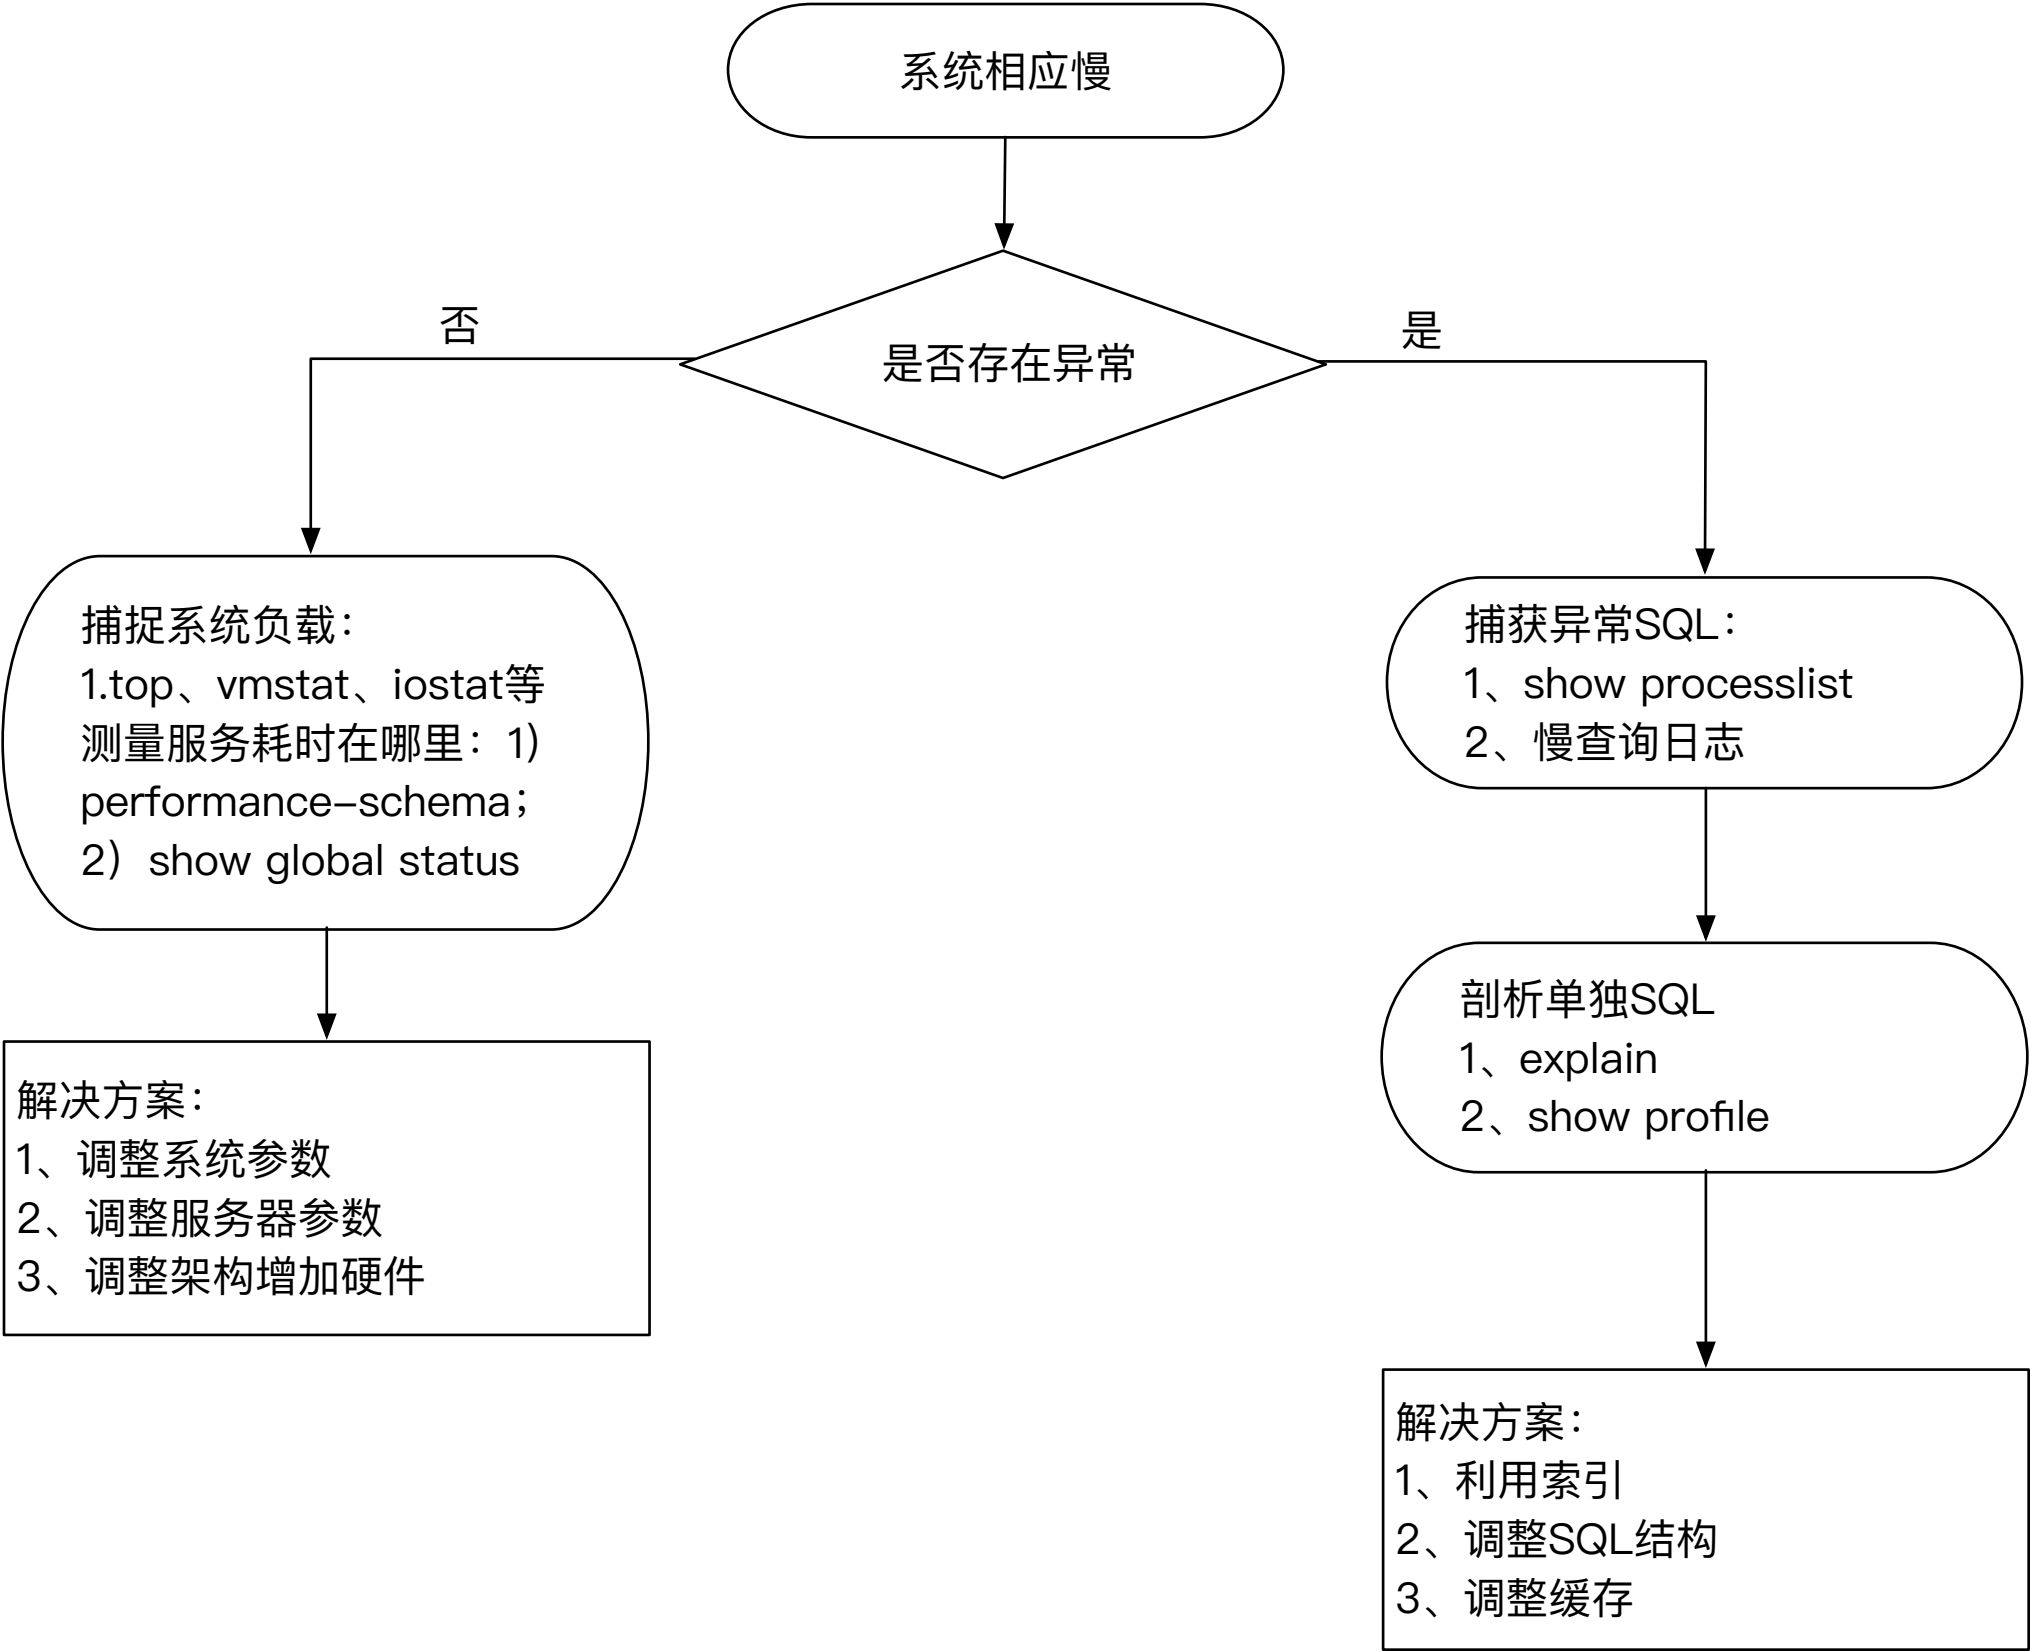 系统相应慢
是否存在异常
否
是
捕捉系统负载：
1.top、vmstat、iostat等
测量服务耗时在哪里：1)
performance-schema；
2）show global status
解决方案：
1、调整系统参数
2、调整服务器参数
3、调整架构增加硬件
捕获异常SQL：
1、show processlist
2、慢查询日志
剖析单独SQL
1、explain
2、show profile
解决方案：
1、利用索引
2、调整SQL结构
3、调整缓存